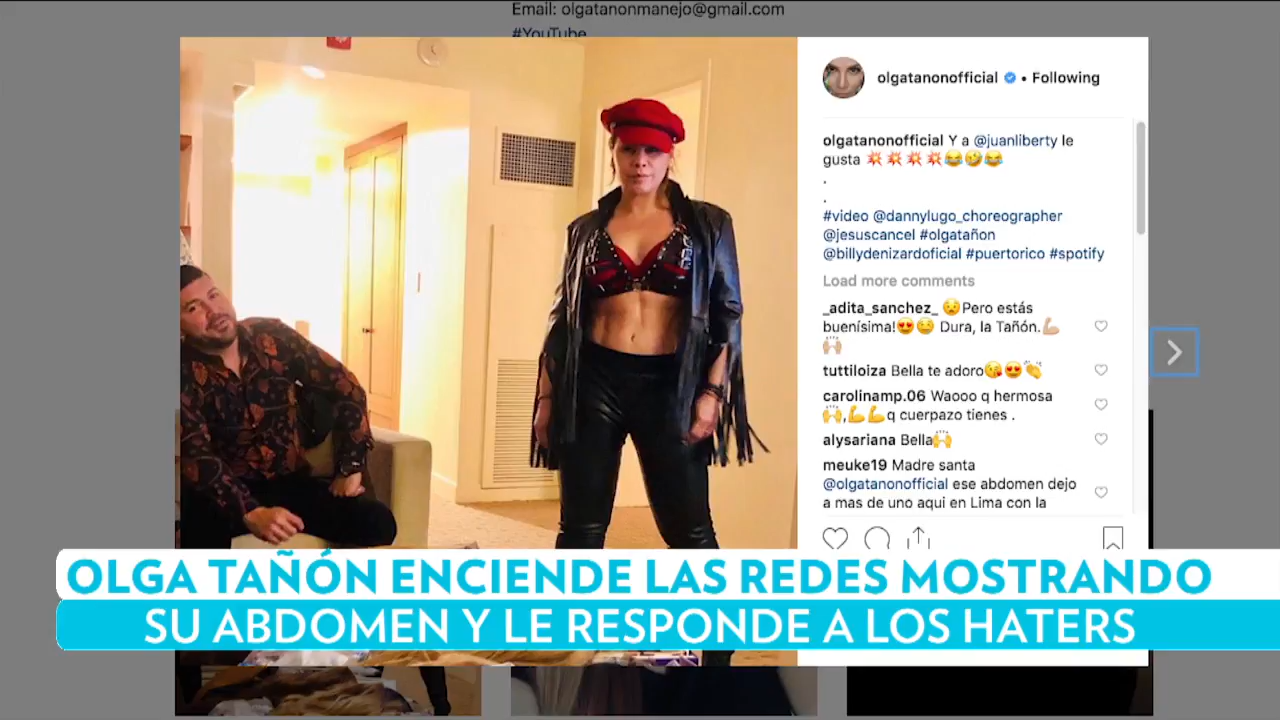 Email: olgatanonmanejo@gmail.com
#YouTube
olgatanonofficial • Following
olgatanonofficial Y a @juanliberty le
gusta 💥💥💥💥😂🤣😂
.
.
#video @dannylugo_choreographer
@jesuscancel #olgatañon
@billydenizardoficial #puertorico #spotify
Load more comments
_adita_sanchez_ 😧Pero estás
buenísima!😍😋 Dura, la Tañón.💪🏼
🙌🏼
tuttiloiza Bella te adoro😘😍👏
carolinamp.06 Waooo q hermosa
🙌,💪💪q cuerpazo tienes .
alysariana Bella🙌
meuke19 Madre santa
@olgatanonofficial ese abdomen dejo
a mas de uno aqui en Lima con la
OLGA TAÑÓN ENCIENDE LAS REDES MOSTRANDO
SU ABDOMEN Y LE RESPONDE A LOS HATERS